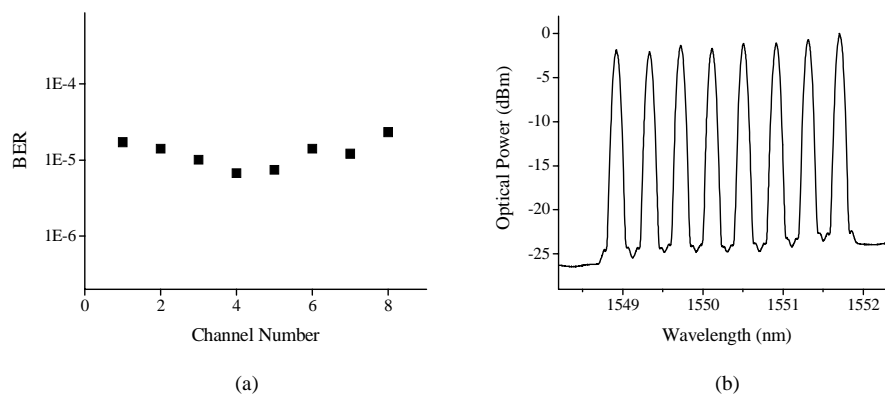 BER
1E-4
1E-5
1E-6
0 2 4 6 8
Channel Number
(a)
Optical Power (dBm)
0
-5
-10
-15
-20
-25
1549 1550 1551 1552
Wavelength (nm)
(b)